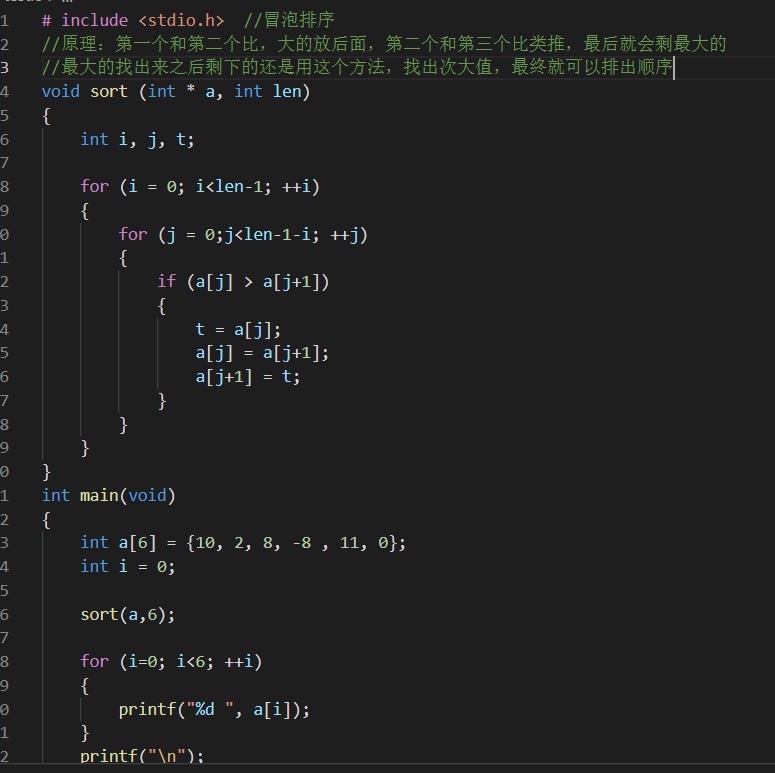 1 # include <stdio.h> //冒泡排序
2 //原理：第一个和第二个比，大的放后面，第二个和第三个比类推，最后就会剩最大的
3 //最大的找出来之后剩下的还是用这个方法，找出次大值，最终就可以排出顺序
4 void sort (int * a, int len)
5 {
6 int i, j, t;
7
8 for (i = 0; i<len-1; ++i)
9 {
0 for (j = 0;j<len-1-i; ++j)
1 {
2 if (a[j] > a[j+1])
3 {
4 t = a[j];
5 a[j] = a[j+1];
6 a[j+1] = t;
7 }
8 }
9 }
0 }
1 int main(void)
2 {
3 int a[6] = {10, 2, 8, -8 , 11, 0};
4 int i = 0;
5
6 sort(a,6);
7
8 for (i=0; i<6; ++i)
9 {
0 printf("%d ", a[i]);
1 }
2 printf("\n");